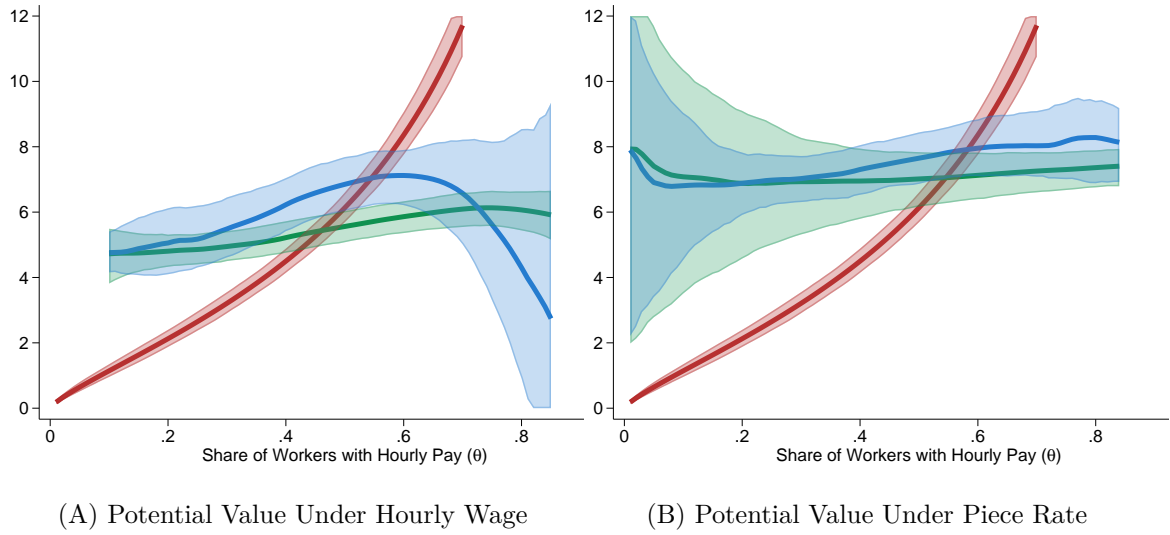 12
10
8
6
4
2
0
0 .2 .4 .6 .8
Share of Workers with Hourly Pay (θ)
(A) Potential Value Under Hourly Wage
12
10
8
6
4
2
0
0 .2 .4 .6 .8
Share of Workers with Hourly Pay (θ)
(B) Potential Value Under Piece Rate